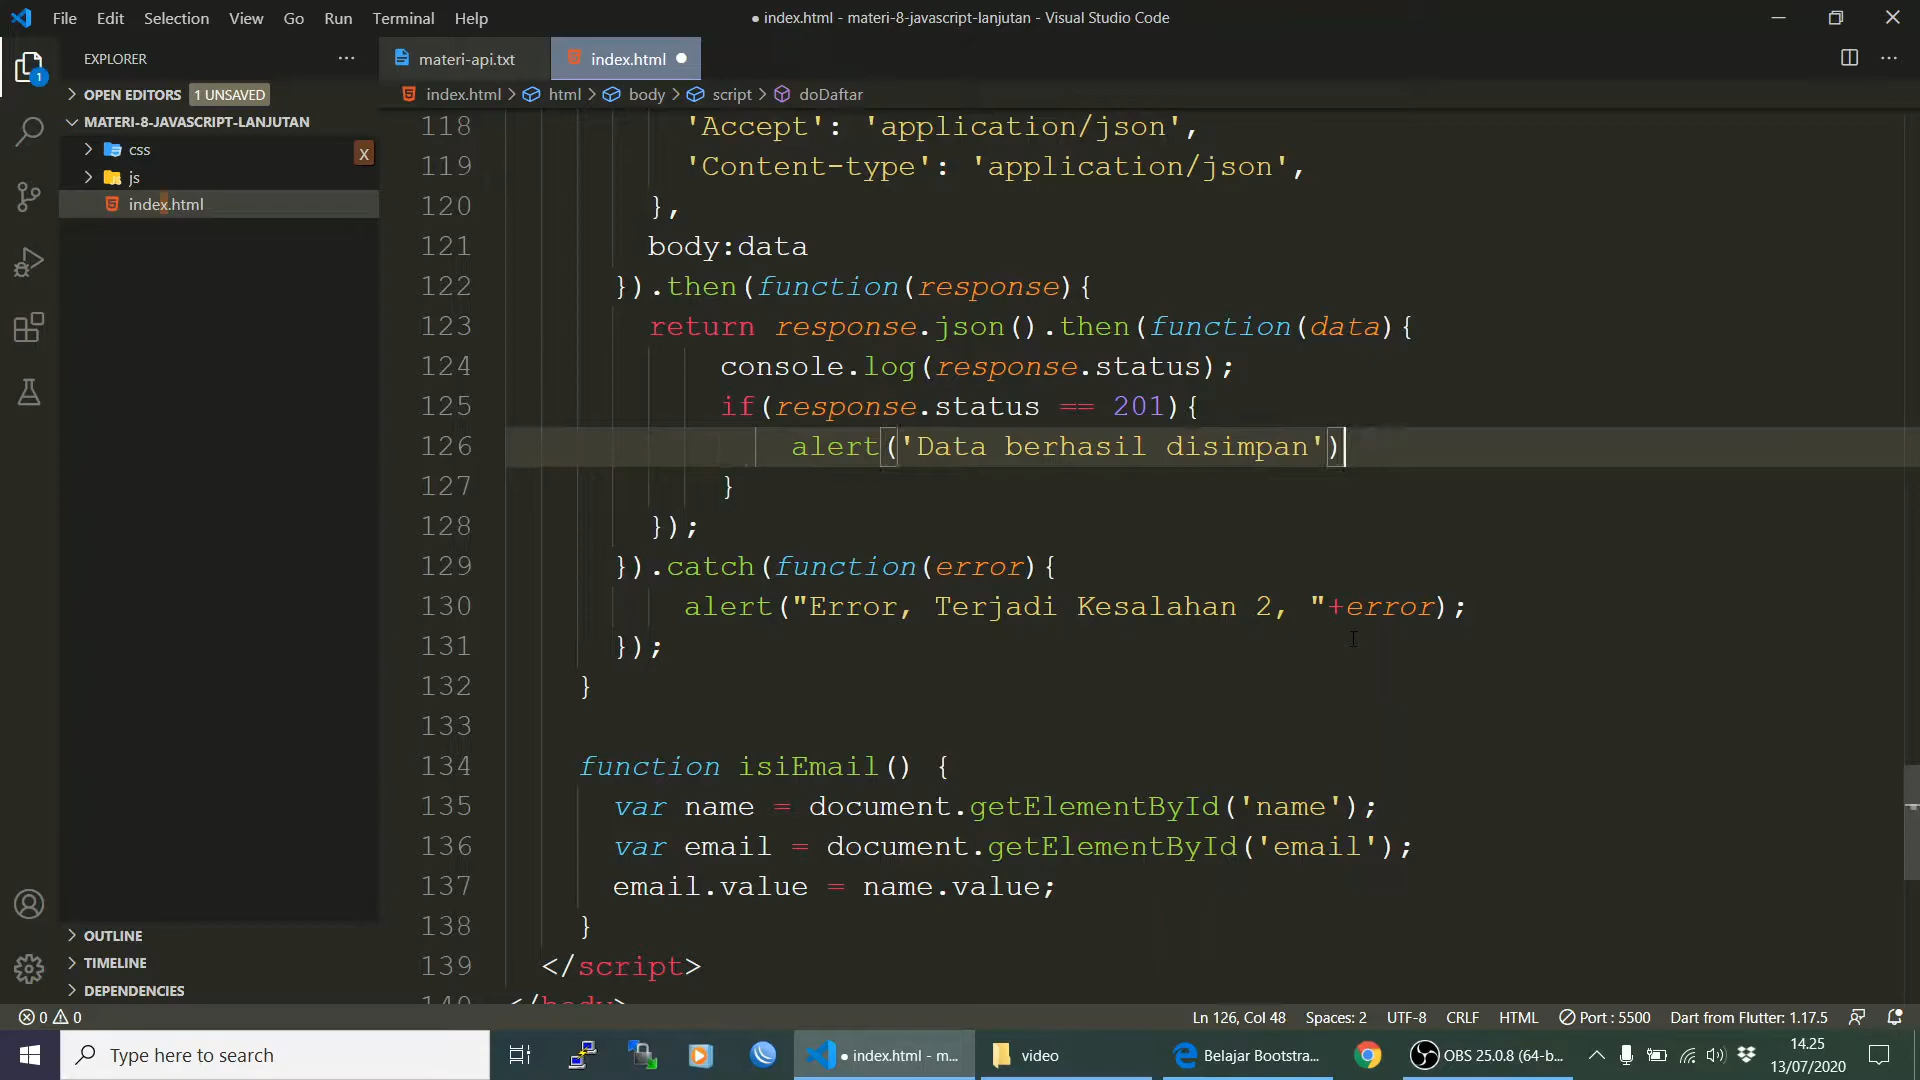 File Edit Selection View Go Run Terminal Help
● index.html - materi-8-javascript-lanjutan - Visual Studio Code
EXPLORER
materi-api.txt
index.html
OPEN EDITORS 1 UNSAVED
index.html > html > body > script > doDaftar
MATERI-8-JAVASCRIPT-LANJUTAN
css
X
js
index.html
1
118 'Accept': 'application/json',
119 'Content-type': 'application/json',
120 },
121 body:data
122 }).then(function(response){
123 return response.json().then(function(data){
124 console.log(response.status);
125 if(response.status == 201){
126 alert('Data berhasil disimpan')
127 }
128 });
129 }).catch(function(error){
130 alert("Error, Terjadi Kesalahan 2, "+error);
131 });
132 }
133
134 function isiEmail() {
135 var name = document.getElementById('name');
136 var email = document.getElementById('email');
137 email.value = name.value;
138 }
139 </script>
140 </body>
OUTLINE
TIMELINE
DEPENDENCIES
0 0
Ln 126, Col 48 Spaces: 2 UTF-8 CRLF HTML Port : 5500 Dart from Flutter: 1.17.5
Type here to search
● index.html - m...
video
Belajar Bootstra...
OBS 25.0.8 (64-b...
14.25
13/07/2020